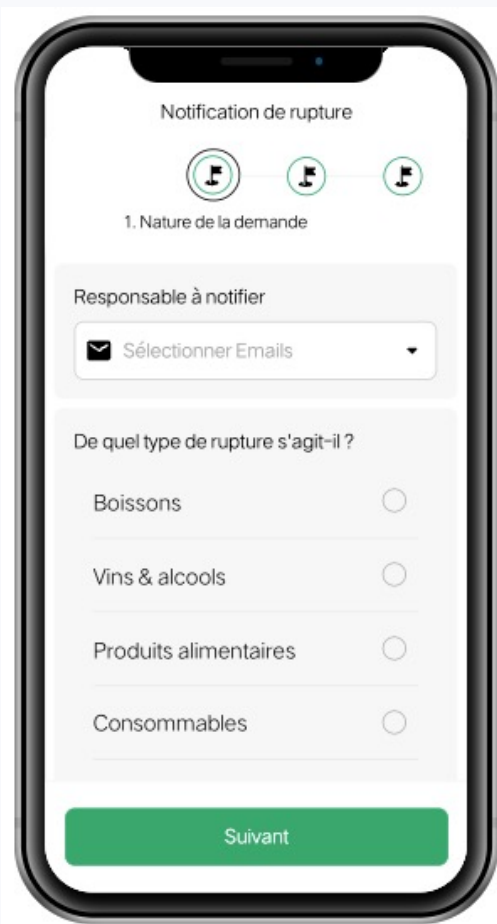 Notification de rupture
1. Nature de la demande
Responsable à notifier
Sélectionner Emails
De quel type de rupture s'agit-il ?
Boissons
Vins & alcools
Produits alimentaires
Consommables
Suivant